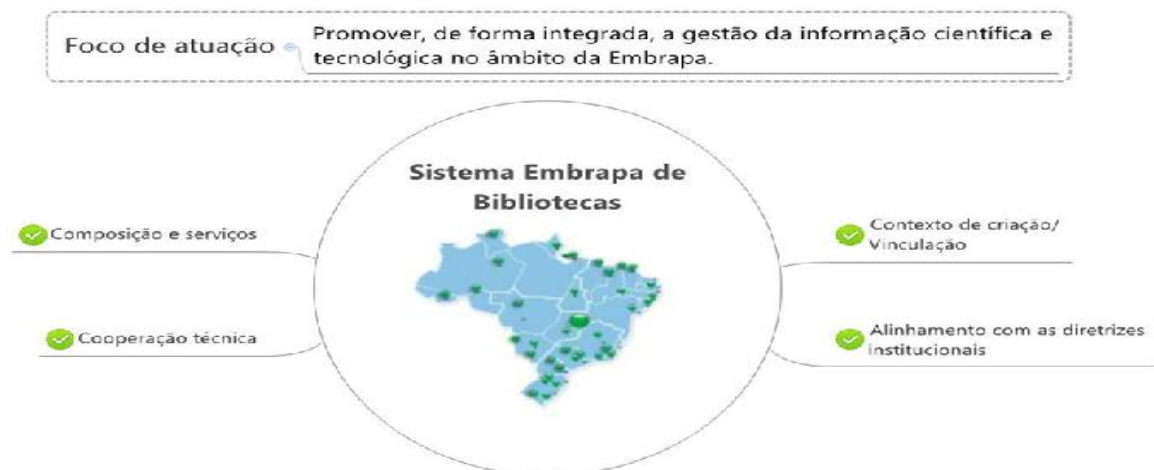 Foco de atuação
Promover, de forma integrada, a gestão da informação científica e
tecnológica no âmbito da Embrapa.
Sistema Embrapa de
Bibliotecas
Composição e serviços
Cooperação técnica
Contexto de criação/
Vinculação
Alinhamento com as diretrizes
institucionais